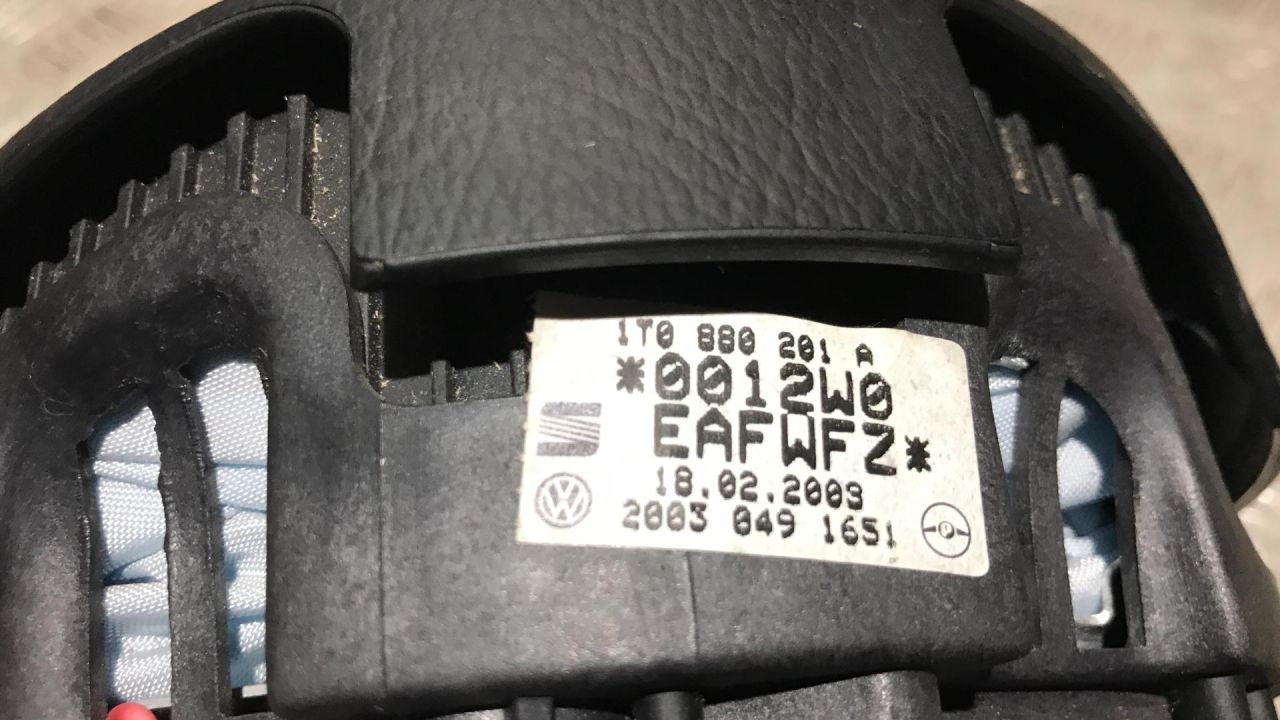 1T0 880 201 A
*0012W0
EAFWFZ*
18.02.2003
2003 049 1651